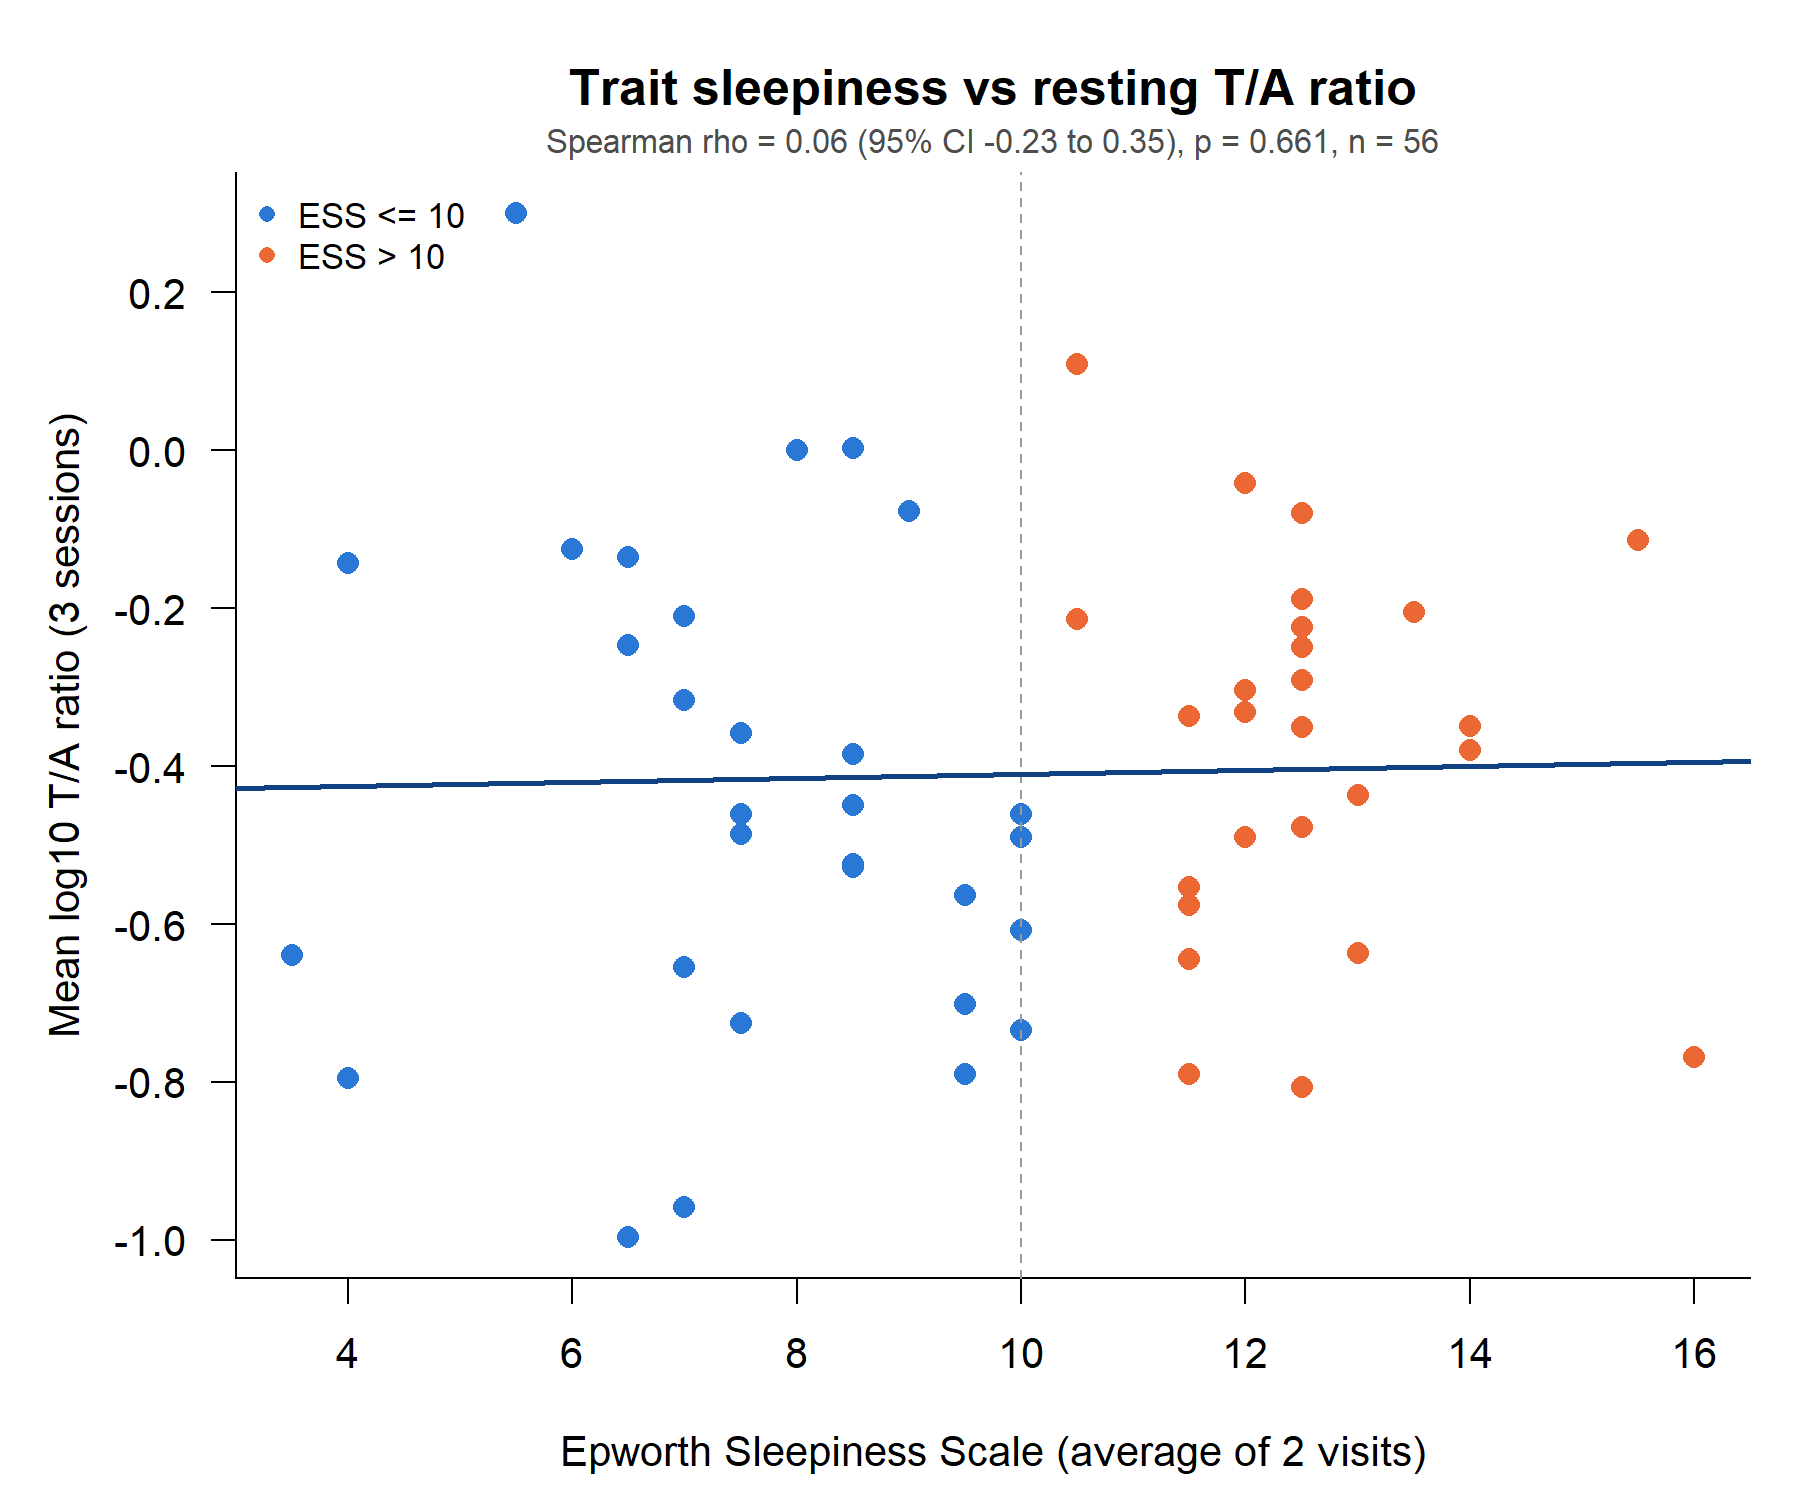 Trait sleepiness vs resting T/A ratio
Spearman rho = 0.06 (95% CI -0.23 to 0.35), p = 0.661, n = 56
ESS <= 10
ESS > 10
Mean log10 T/A ratio (3 sessions)
0.2
0.0
-0.2
-0.4
-0.6
-0.8
-1.0
4 6 8 10 12 14 16
Epworth Sleepiness Scale (average of 2 visits)